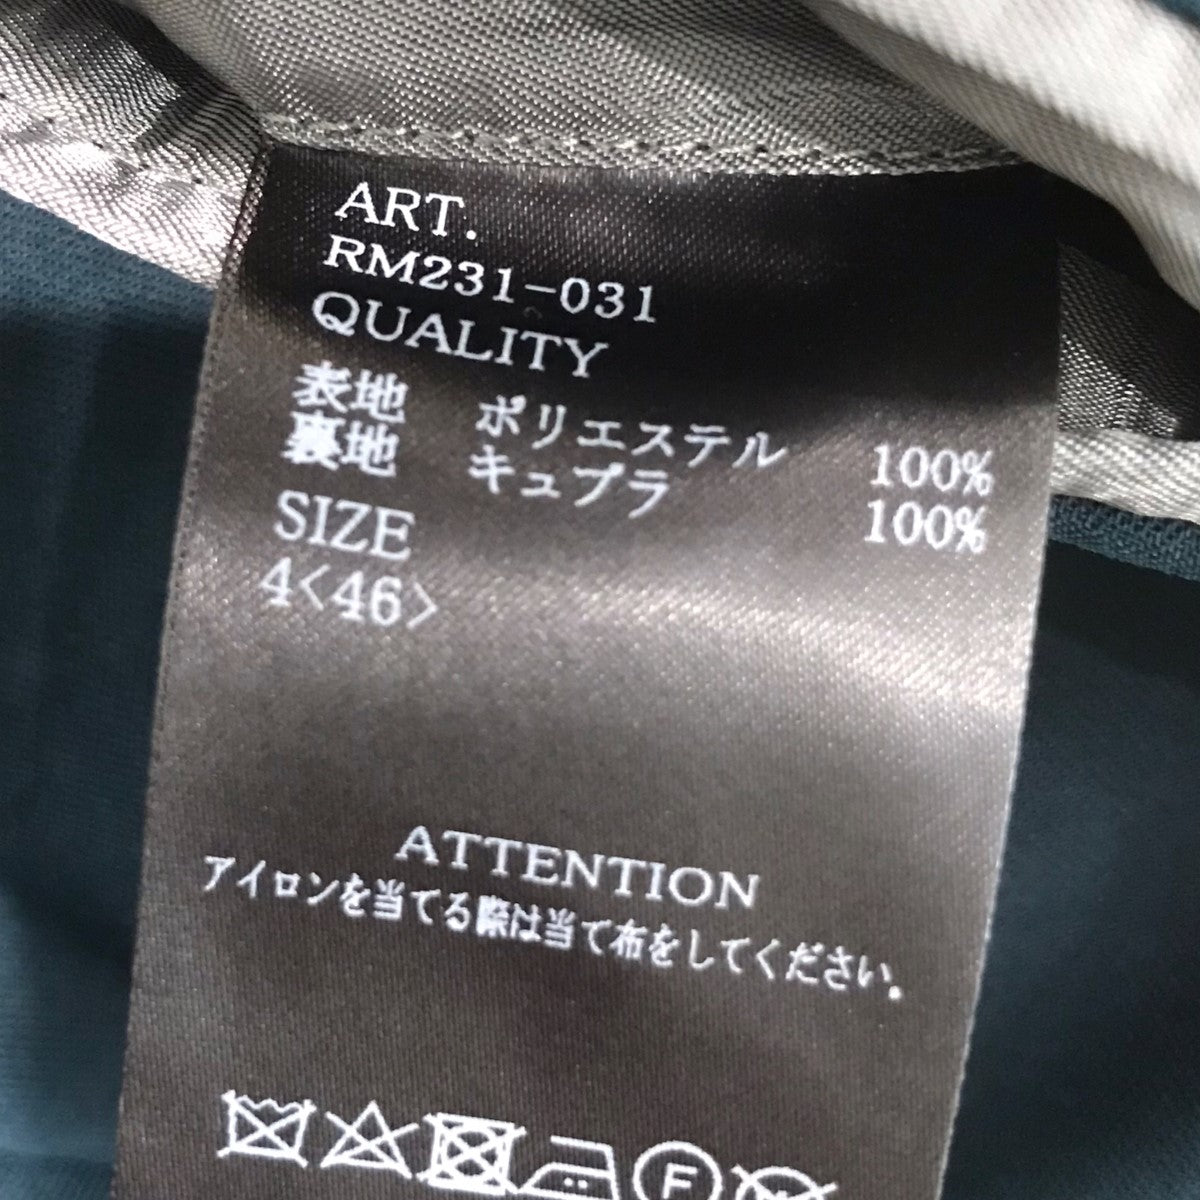 ART.
RM231-031
QUALITY
表地 ポリエステル 100%
裏地 キュプラ 100%
SIZE
4<46>
ATTENTION
アイロンを当てる際は当て布をしてください.
F